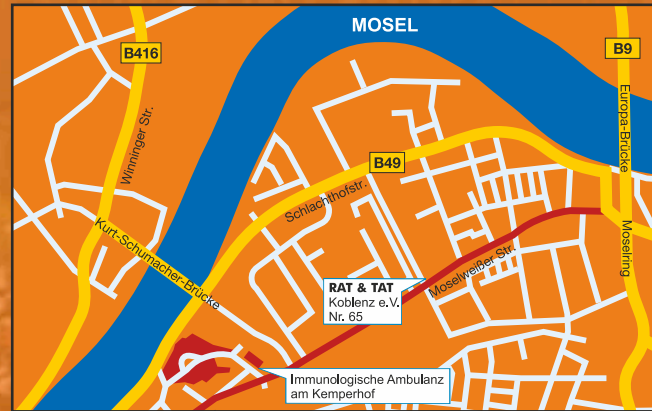 MOSEL
B416
B9
Europa-Brücke
Winninger Str.
B49
Schlachthofstr.
Kurt-Schumacher-Brücke
Moselring
Moselweißer Str.
RAT & TAT
Koblenz e.V.
Nr. 65
Immunologische Ambulanz
am Kemperhof